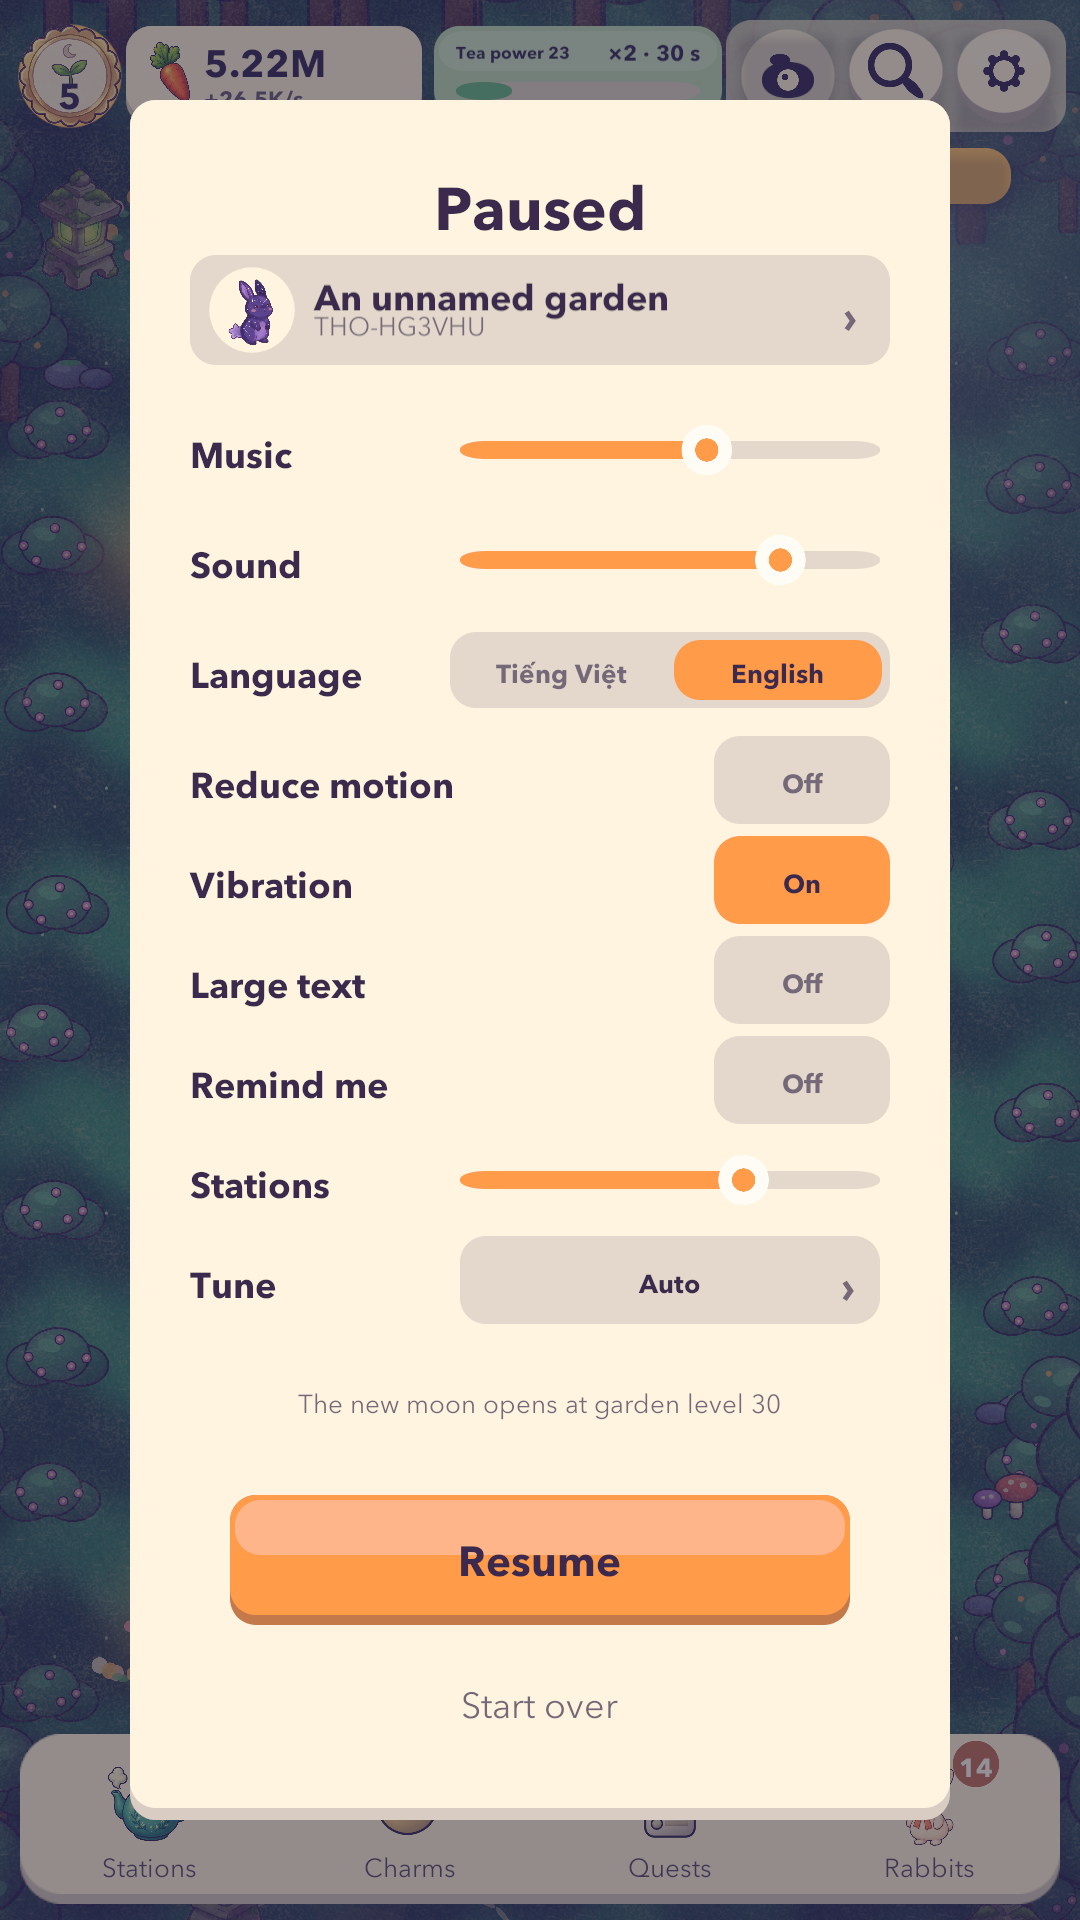 5
5.22M
+26.5K/s
Tea power 23 ×2 · 30 s
Paused
An unnamed garden
THO-HG3VHU
Music
Sound
Language Tiếng Việt English
Reduce motion Off
Vibration On
Large text Off
Remind me Off
Stations
Tune Auto
The new moon opens at garden level 30
Resume
Start over
14
Stations Charms Quests Rabbits